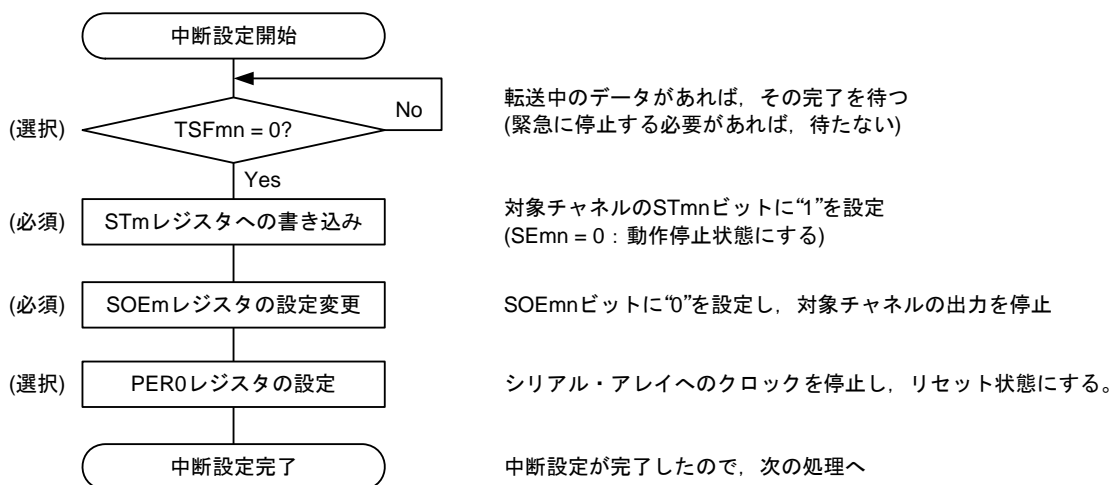 中断設定開始
No
転送中のデータがあれば，その完了を待つ
(選択)
TSFmn = 0?
(緊急に停止する必要があれば，待たない)
Yes
(必須)
STmレジスタへの書き込み
対象チャネルのSTmnビットに“1”を設定
(SEmn = 0：動作停止状態にする)
(必須)
SOEmレジスタの設定変更
SOEmnビットに“0”を設定し，対象チャネルの出力を停止
(選択)
PER0レジスタの設定
シリアル・アレイへのクロックを停止し，リセット状態にする。
中断設定完了
中断設定が完了したので，次の処理へ